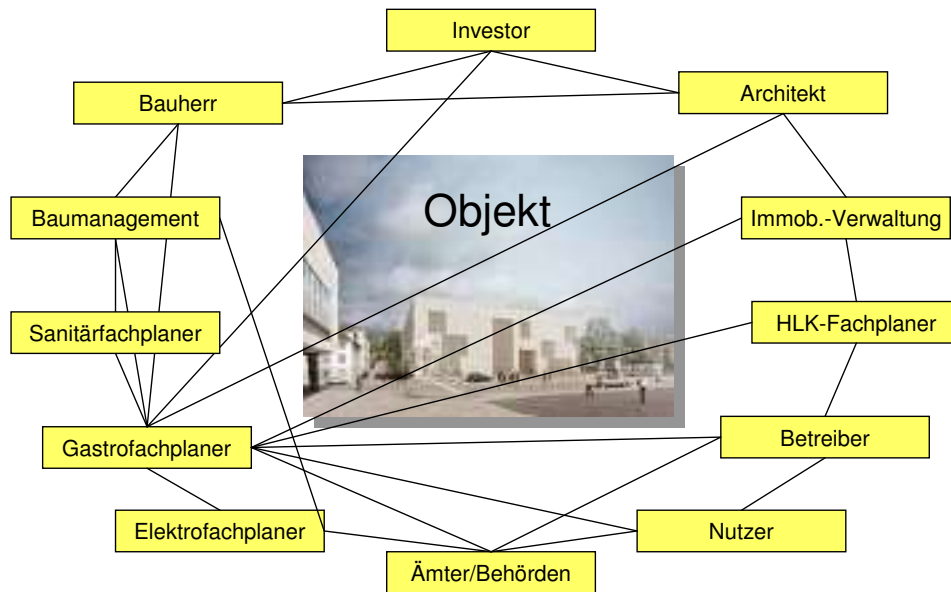 Investor
Bauherr
Architekt
Objekt
Baumanagement
Immob.-Verwaltung
Sanitärfachplaner
HLK-Fachplaner
Gastrofachplaner
Betreiber
Elektrofachplaner
Nutzer
Ämter/Behörden